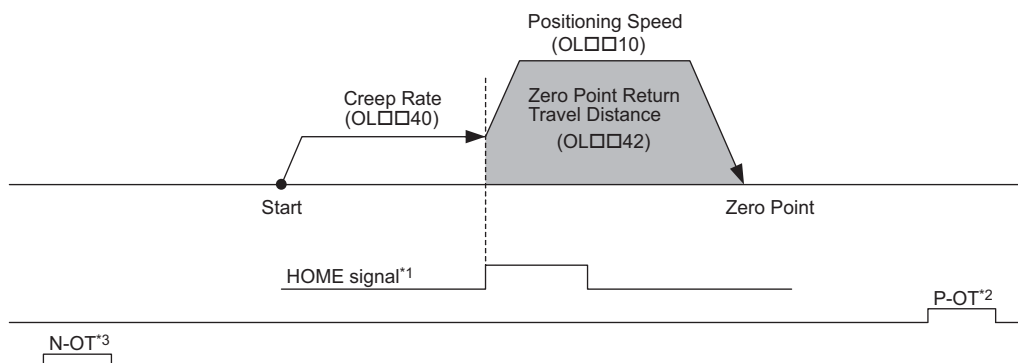 Positioning Speed
(OL□□10)
Creep Rate
(OL□□40)
Zero Point Return
Travel Distance
(OL□□42)
Start
Zero Point
HOME signal*1
P-OT*2
N-OT*3